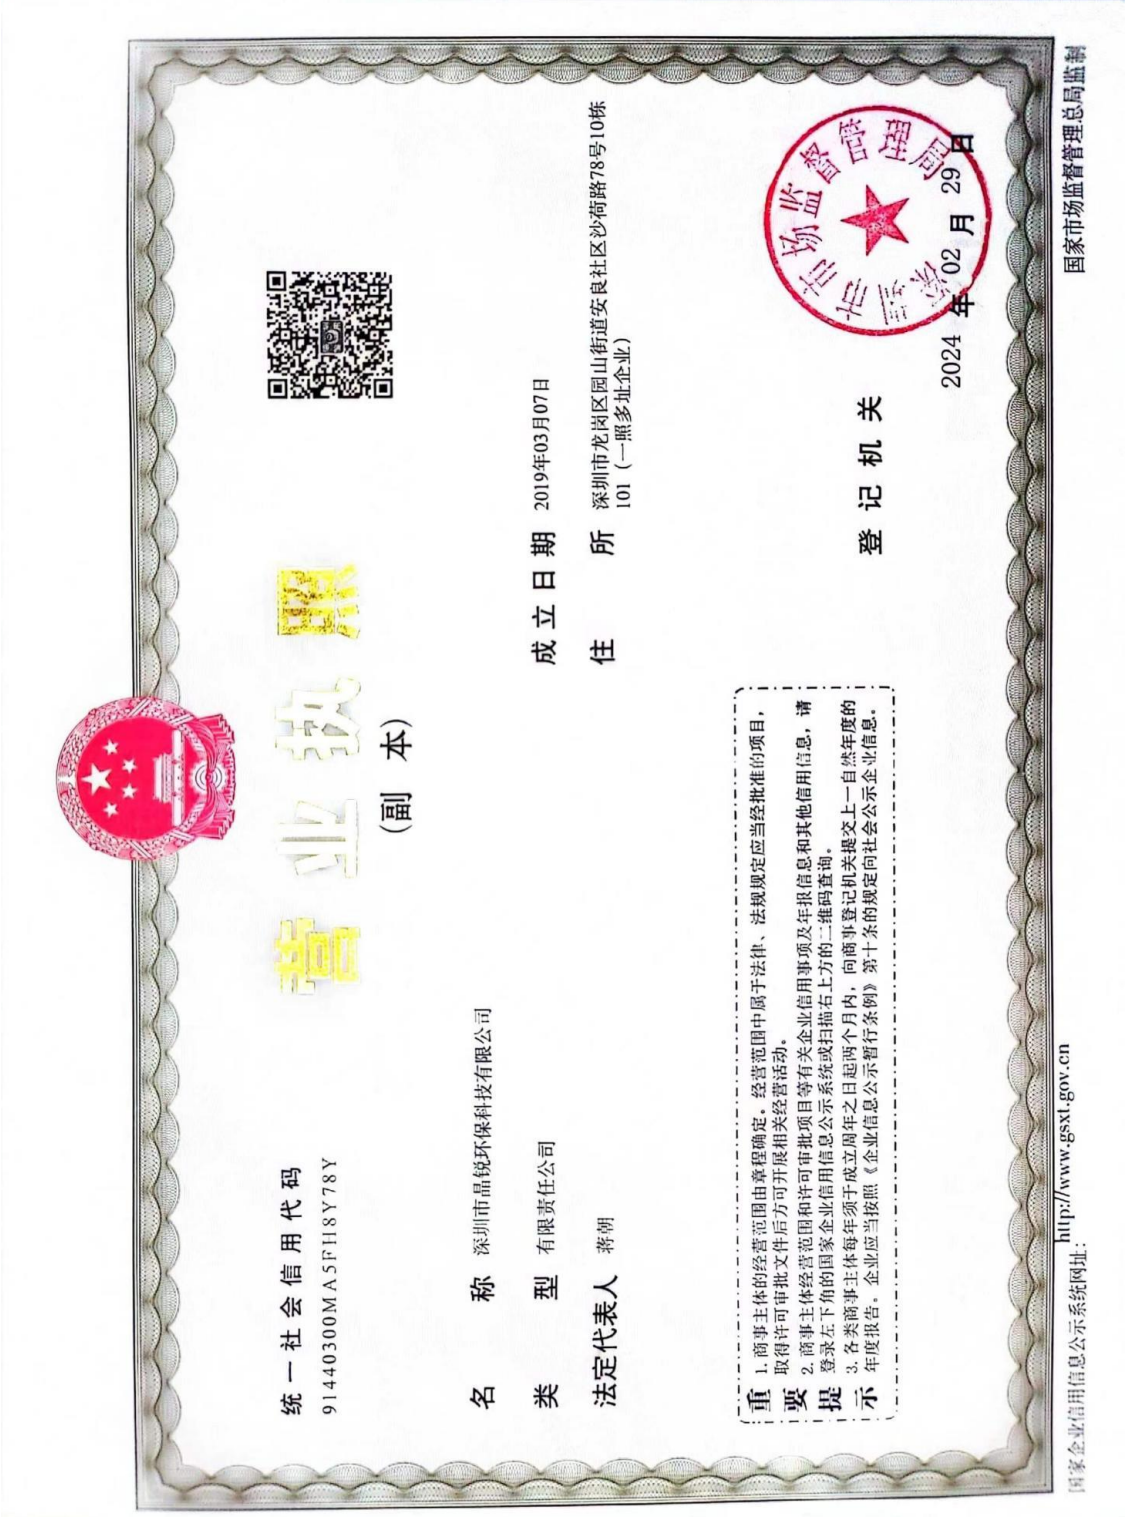 统一社会信用代码
91440300MA5FH8Y78Y
营业执照
(副 本)
名 称 深圳市晶锐环保科技有限公司
类 型 有限责任公司
法定代表人 蒋朝
成立日期 2019年03月07日
住 所 深圳市龙岗区园山街道安良社区沙荷路78号10栋
101（一照多址企业）
重要提示
1.商事主体的经营范围由章程确定。经营范围中属于法律、法规规定应当经批准的项目，
取得许可审批文件后方可开展相关经营活动。
2.商事主体经营范围和许可审批项目等有关企业信用事项及年报信息和其他信用信息，请
登录左下角的国家企业信用信息公示系统或扫描右上方的二维码查询。
3.各类商事主体每年须于成立周年之日起两个月内，向商事登记机关提交上一自然年度的
年度报告。企业应当按照《企业信息公示暂行条例》第十条的规定向社会公示企业信息。
登记机关
深圳市市场监督管理局
2024 年 02 月 29 日
国家企业信用信息公示系统网址：http://www.gsxt.gov.cn
国家市场监督管理总局监制